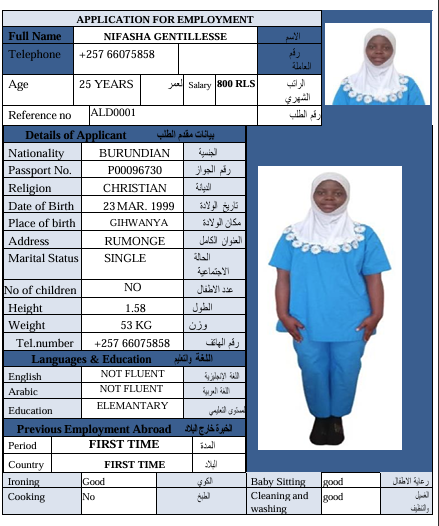 APPLICATION FOR EMPLOYMENT
Full Name NIFASHA GENTILLESSE الاسم
Telephone +257 66075858 رقم العاملة
Age 25 YEARS العمر Salary 800 RLS الراتب الشهري
Reference no ALD0001 رقم الطلب
Details of Applicant بيانات مقدم الطلب
Nationality BURUNDIAN الجنسية
Passport No. P00096730 رقم الجواز
Religion CHRISTIAN الديانة
Date of Birth 23 MAR. 1999 تاريخ الولادة
Place of birth GIHWANYA مكان الولادة
Address RUMONGE العنوان الكامل
Marital Status SINGLE الحالة الاجتماعية
No of children NO عدد الاطفال
Height 1.58 الطول
Weight 53 KG وزن
Tel.number +257 66075858 رقم الهاتف
Languages & Education اللغة والتعليم
English NOT FLUENT اللغة الانجليزية
Arabic NOT FLUENT اللغة العربية
Education ELEMANTARY المستوى التعليمي
Previous Employment Abroad الخبرة خارج البلاد
Period FIRST TIME المدة
Country FIRST TIME البلاد
Ironing Good الكوي Baby Sitting good رعاية الاطفال
Cooking No الطبخ Cleaning and washing good الغسيل والتنظيف